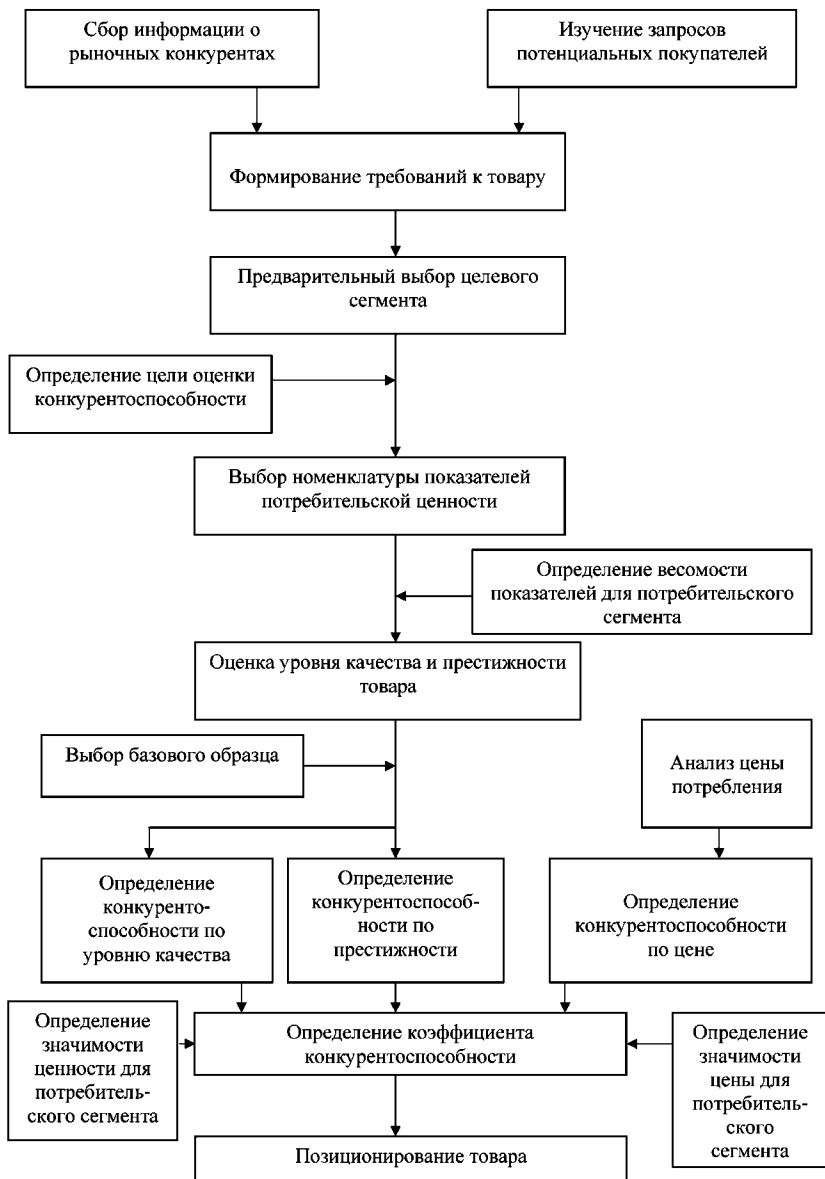 Сбор информации о
рыночных конкурентах
Изучение запросов
потенциальных покупателей
Формирование требований к товару
Предварительный выбор целевого
сегмента
Определение цели оценки
конкурентоспособности
Выбор номенклатуры показателей
потребительской ценности
Определение весомости
показателей для потребительского
сегмента
Оценка уровня качества и престижности
товара
Выбор базового образца
Анализ цены
потребления
Определение
конкуренто-
способности по
уровню качества
Определение
конкурентоспособ-
ности по
престижности
Определение
конкурентоспособности
по цене
Определение
значимости
ценности для
потребитель-
ского сегмента
Определение коэффициента
конкурентоспособности
Определение
значимости
цены для
потребитель-
ского
сегмента
Позиционирование товара